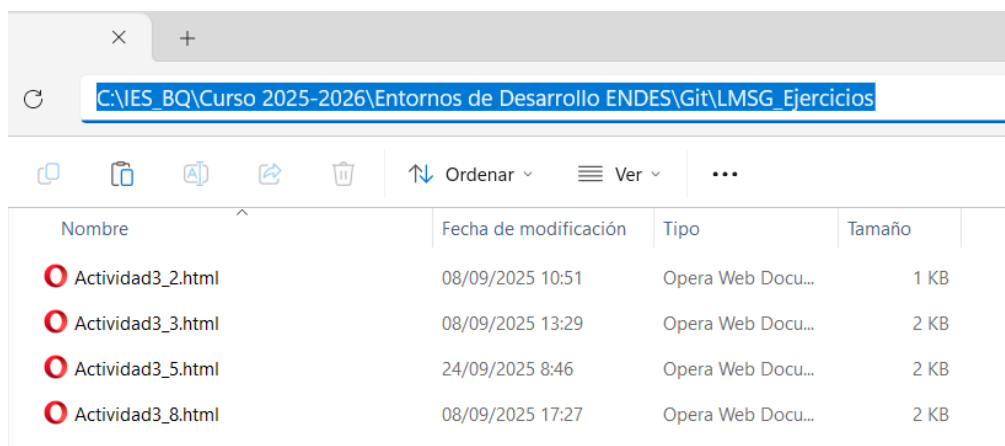 C:\IES_BQ\Curso 2025-2026\Entornos de Desarrollo ENDES\Git\LMSG_Ejercicios
A Ordenar Ver
Nombre Fecha de modificación Tipo Tamaño
Actividad3_2.html 08/09/2025 10:51 Opera Web Docu... 1 KB
Actividad3_3.html 08/09/2025 13:29 Opera Web Docu... 2 KB
Actividad3_5.html 24/09/2025 8:46 Opera Web Docu... 2 KB
Actividad3_8.html 08/09/2025 17:27 Opera Web Docu... 2 KB